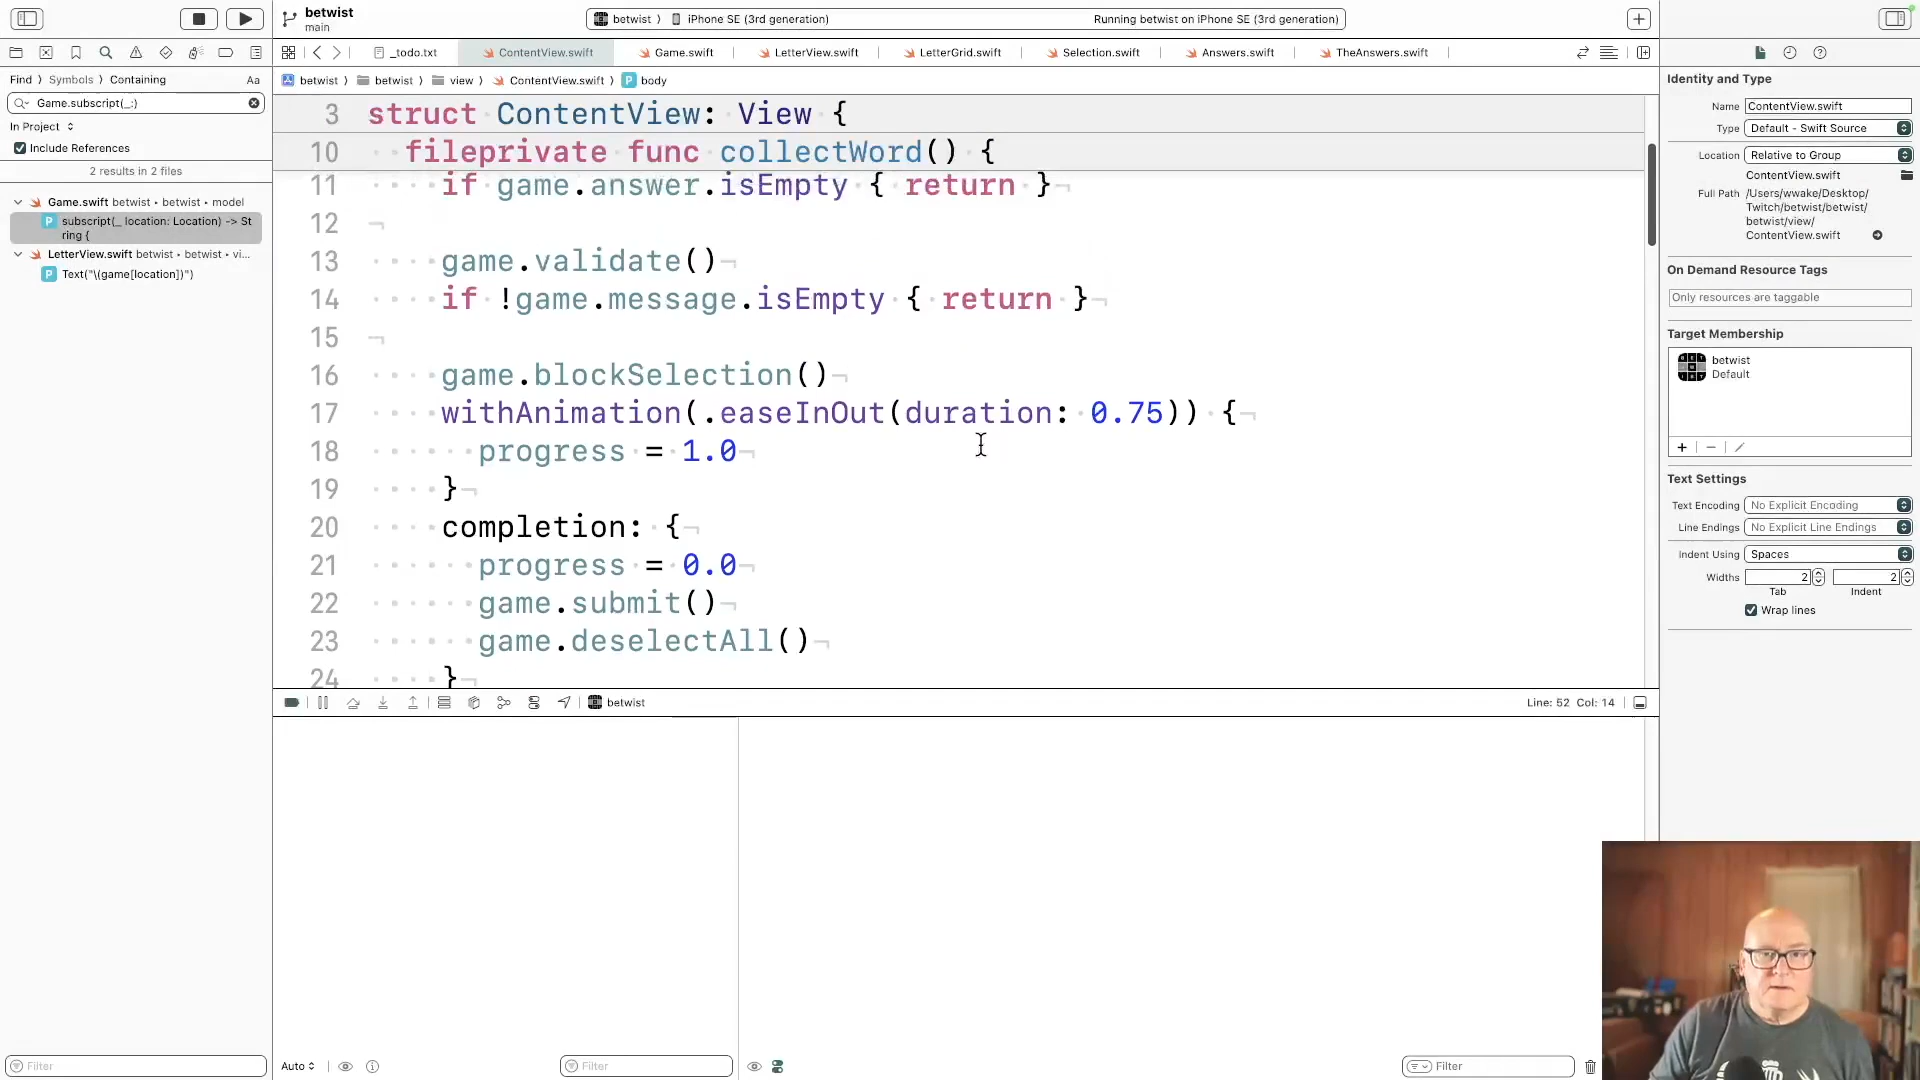 betwist
main
betwist 〉 iPhone SE (3rd generation)
Running betwist on iPhone SE (3rd generation)
_todo.txt
ContentView.swift
Game.swift
LetterView.swift
LetterGrid.swift
Selection.swift
Answers.swift
TheAnswers.swift
Find 〉 Symbols 〉 Containing
Aa
Game.subscript(_:)
In Project
Include References
2 results in 2 files
Game.swift betwist • betwist • model
P subscript(_ location: Location) -> St
ring {
LetterView.swift betwist • betwist • vi...
P Text("\(game[location])")
betwist 〉 betwist 〉 view 〉 ContentView.swift 〉 P body
3 struct ContentView: View {
10 fileprivate func collectWord() {
11 if game.answer.isEmpty { return }
12
13 game.validate()
14 if !game.message.isEmpty { return }
15
16 game.blockSelection()
17 withAnimation(.easeInOut(duration: 0.75)) {
18 progress = 1.0
19 }
20 completion: {
21 progress = 0.0
22 game.submit()
23 game.deselectAll()
24 }
betwist
Line: 52 Col: 14
Filter
Auto
Filter
Filter
Identity and Type
Name ContentView.swift
Type Default - Swift Source
Location Relative to Group
ContentView.swift
Full Path /Users/wwake/Desktop/
Twitch/betwist/betwist/
betwist/view/
ContentView.swift
On Demand Resource Tags
Only resources are taggable
Target Membership
betwist
Default
Text Settings
Text Encoding No Explicit Encoding
Line Endings No Explicit Line Endings
Indent Using Spaces
Widths 2 2
Tab Indent
Wrap lines